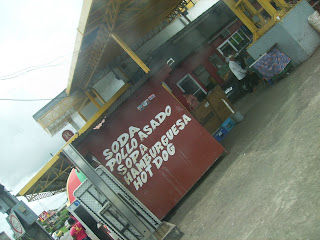 SODA
POLLO ASADO
SOPA
HAMBURGUESA
HOT DOG